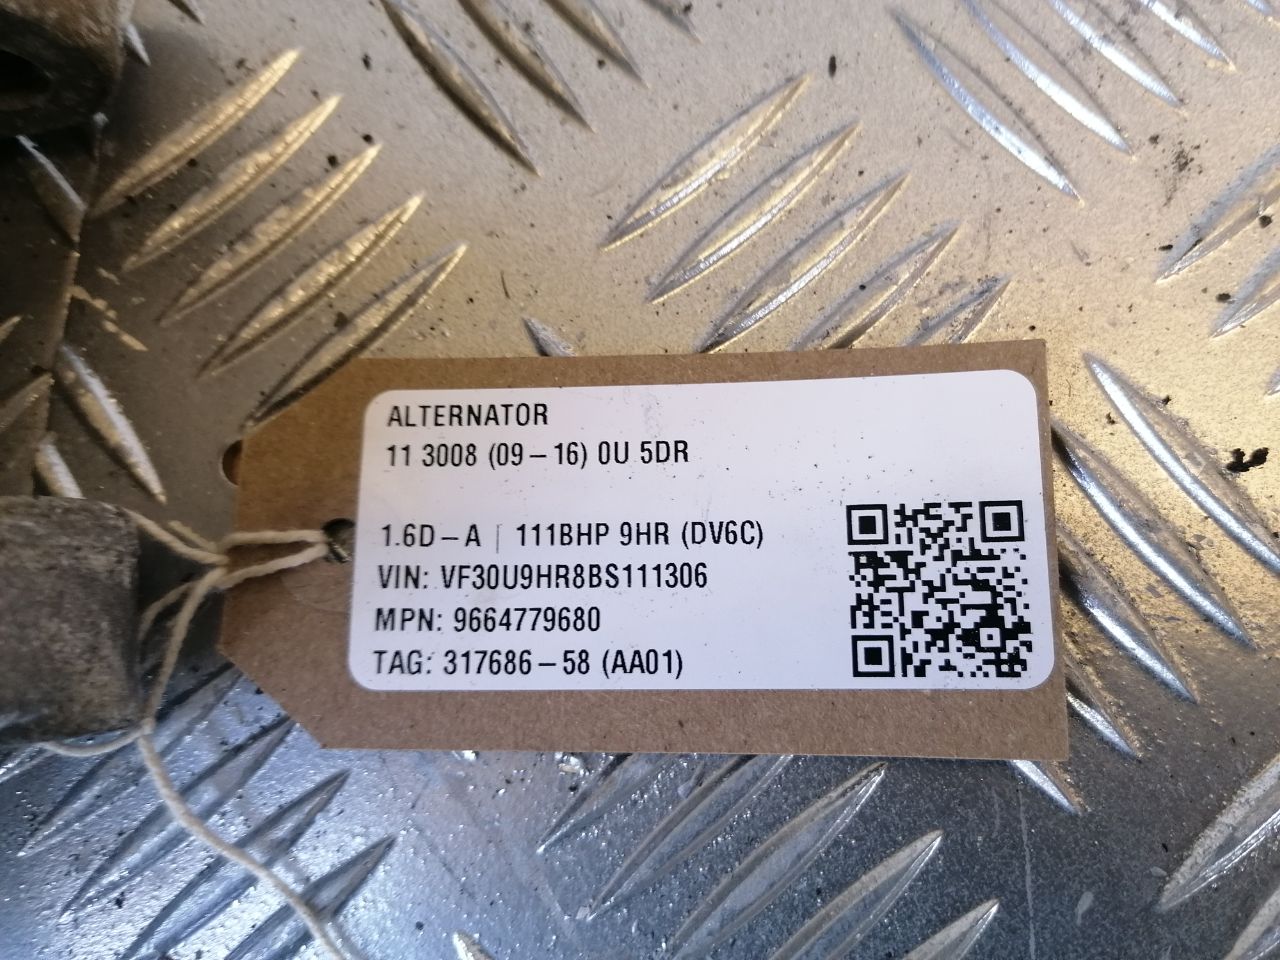 ALTERNATOR
11 3008 (09-16) 0U 5DR
1.6D-A | 111BHP 9HR (DV6C)
VIN: VF30U9HR8BS111306
MPN: 9664779680
TAG: 317686-58 (AA01)